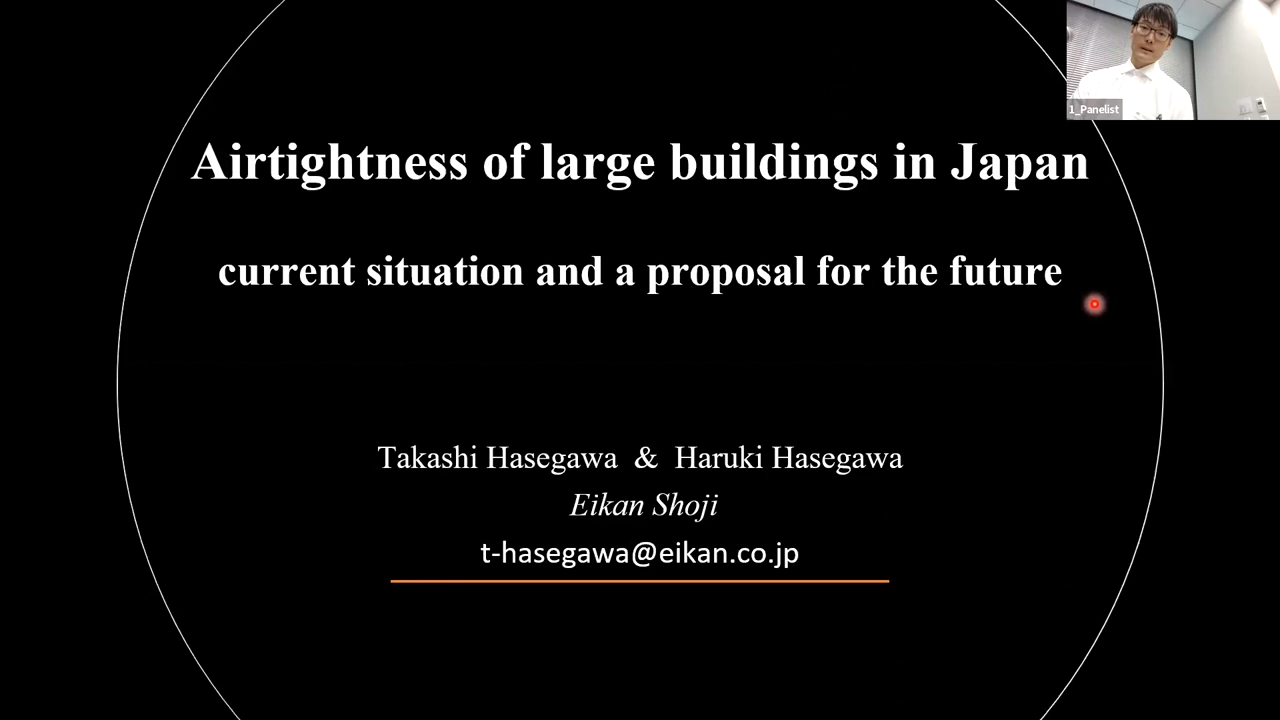 1_Panelist
Airtightness of large buildings in Japan
current situation and a proposal for the future
Takashi Hasegawa & Haruki Hasegawa
Eikan Shoji
t-hasegawa@eikan.co.jp